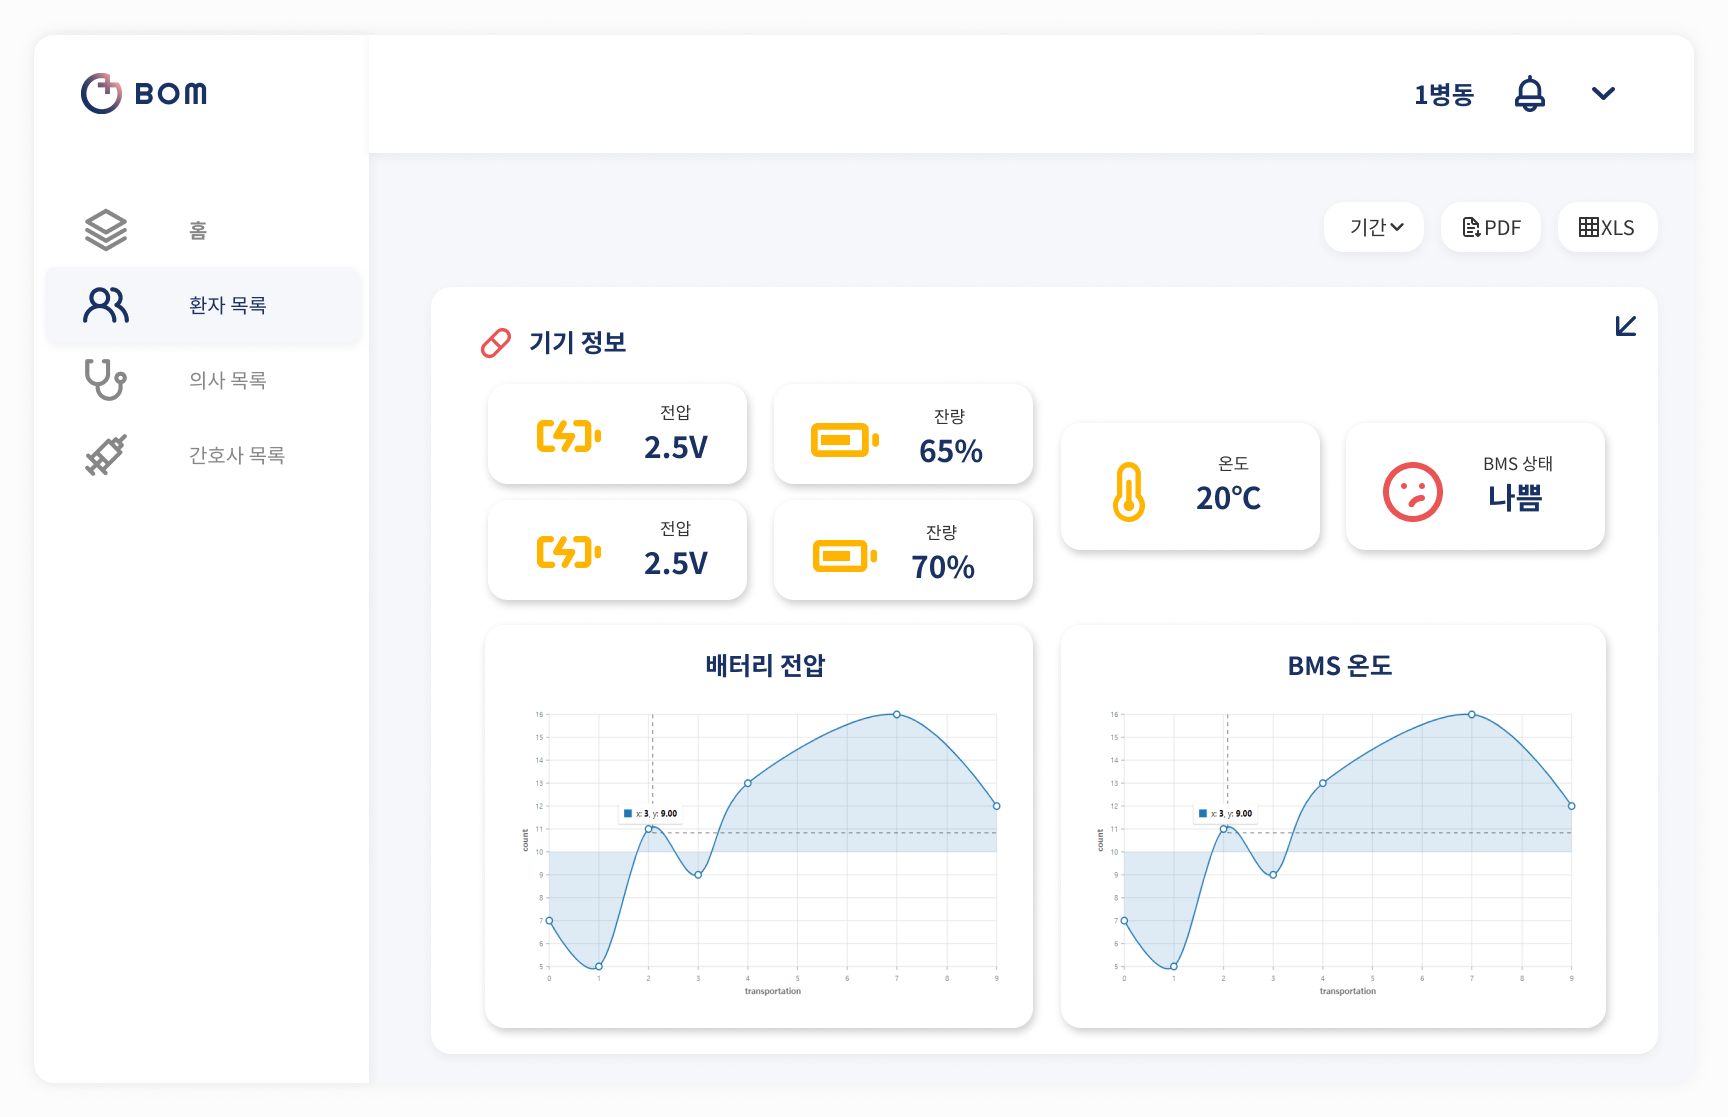 BOM
1병동
홈
환자 목록
의사 목록
간호사 목록
기간
PDF
XLS
기기 정보
전압
2.5V
잔량
65%
전압
2.5V
잔량
70%
온도
20℃
BMS 상태
나쁨
배터리 전압
16
15
14
13
12
11
10
9
8
7
6
5
count
x: 3, y: 9.00
0 1 2 3 4 5 6 7 8 9
transportation
BMS 온도
16
15
14
13
12
11
10
9
8
7
6
5
count
x: 3, y: 9.00
0 1 2 3 4 5 6 7 8 9
transportation